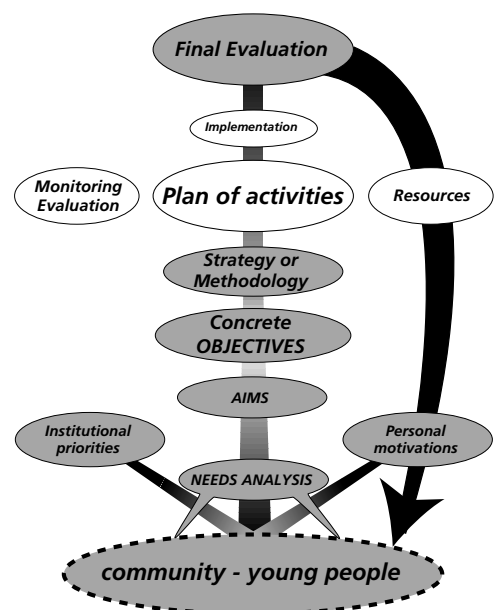 Final Evaluation
Implementation
Monitoring
Evaluation
Plan of activities
Resources
Strategy or
Methodology
Concrete
OBJECTIVES
AIMS
Institutional
priorities
Personal
motivations
NEEDS ANALYSIS
community - young people